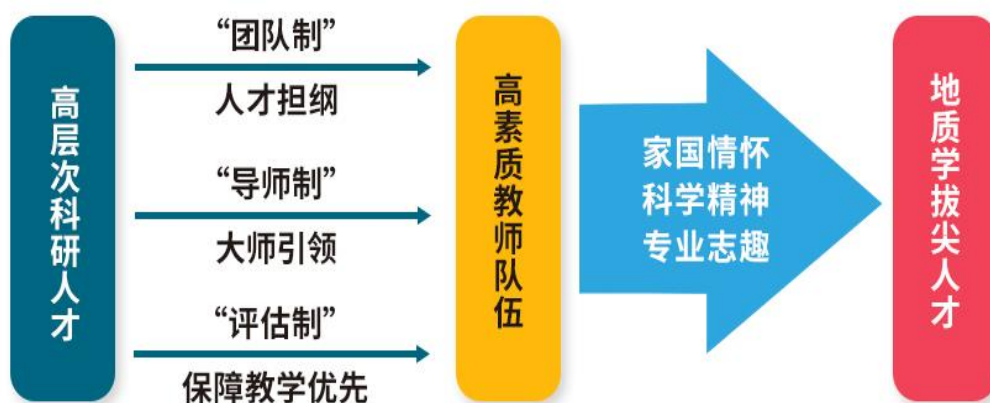 高层次科研人才
“团队制”
人才担纲
“导师制”
大师引领
“评估制”
保障教学优先
高素质教师队伍
家国情怀
科学精神
专业志趣
地质学拔尖人才